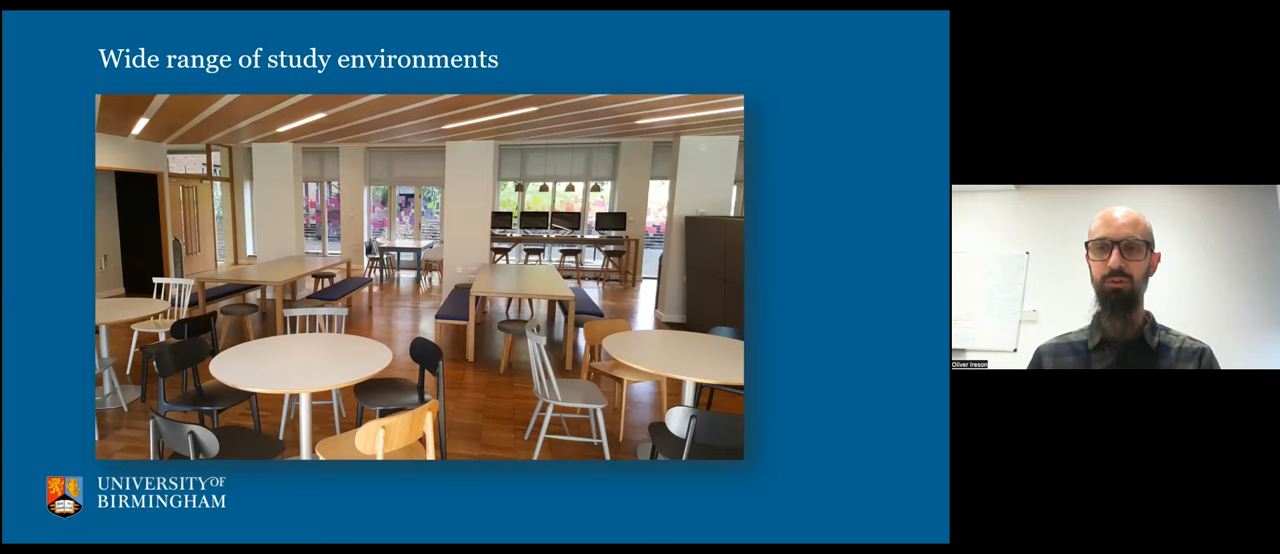 Wide range of study environments
UNIVERSITY OF
BIRMINGHAM
Oliver Ireson